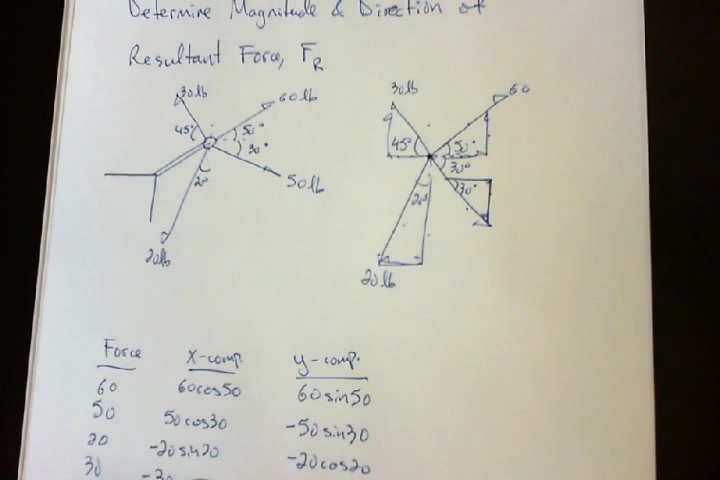 Determine Magnitude & Direction of
Resultant Force, FR
30lb
60lb
45°
50°
30°
20
50lb
20lb
30lb
60
45°
50°
30°
30°
20°
20lb
Force X-comp. y-comp.
60 60cos50 60sin50
50 50cos30 -50sin30
20 -20sin20 -20cos20
30